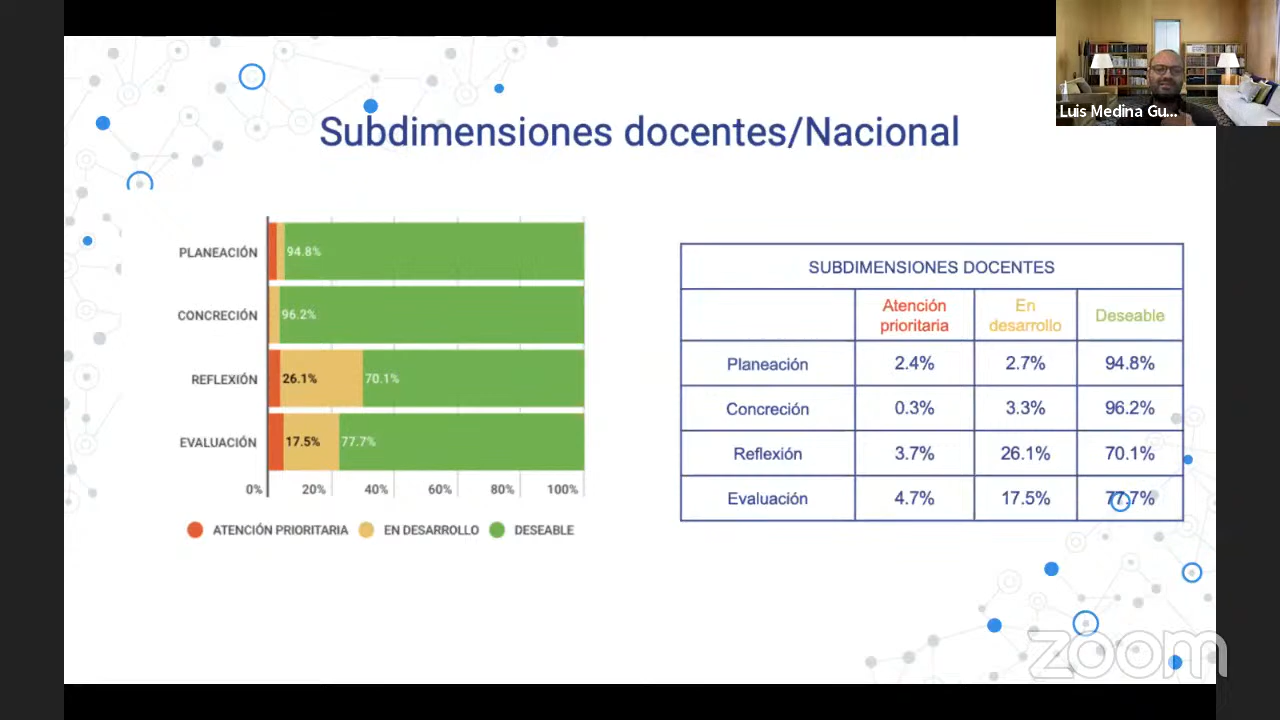 Luis Medina Gu...
Subdimensiones docentes/Nacional
PLANEACIÓN
94.8%
CONCRECIÓN
96.2%
REFLEXIÓN
26.1%
70.1%
EVALUACIÓN
17.5%
77.7%
0% 20% 40% 60% 80% 100%
ATENCIÓN PRIORITARIA EN DESARROLLO DESEABLE
SUBDIMENSIONES DOCENTES
Atención
prioritaria
En
desarrollo
Deseable
Planeación 2.4% 2.7% 94.8%
Concreción 0.3% 3.3% 96.2%
Reflexión 3.7% 26.1% 70.1%
Evaluación 4.7% 17.5% 77.7%
zoom